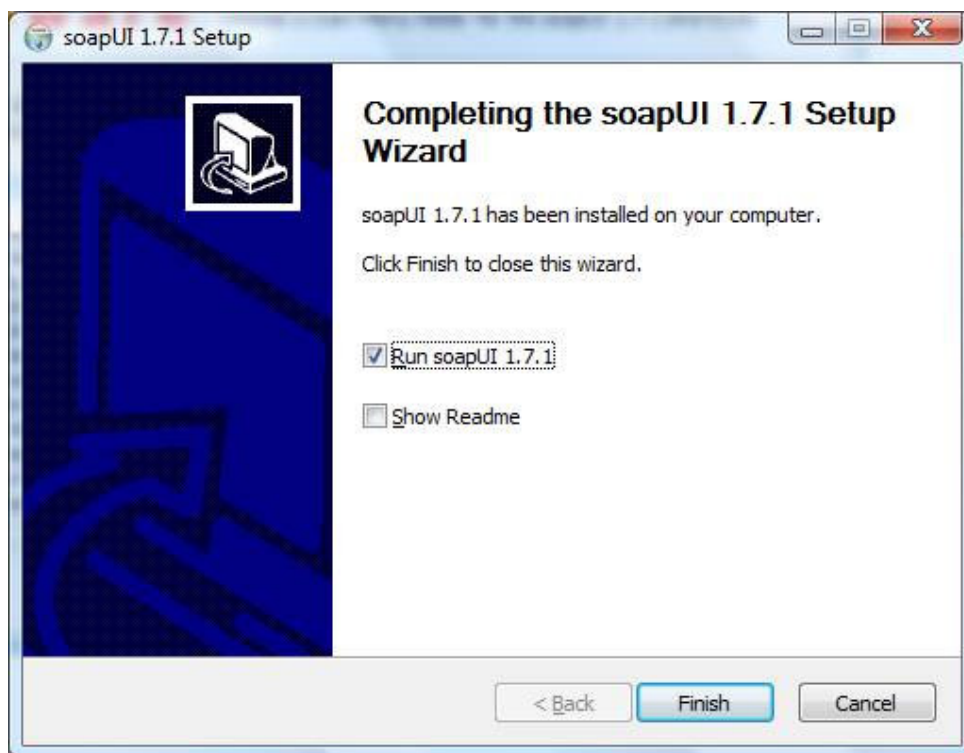 soapUI 1.7.1 Setup
Completing the soapUI 1.7.1 Setup
Wizard
soapUI 1.7.1 has been installed on your computer.
Click Finish to close this wizard.
Run soapUI 1.7.1
Show Readme
< Back
Finish
Cancel